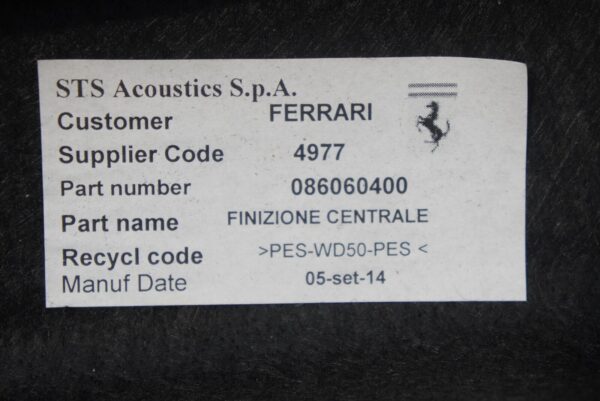 STS Acoustics S.p.A.
Customer FERRARI
Supplier Code 4977
Part number 086060400
Part name FINIZIONE CENTRALE
Recycl code >PES-WD50-PES <
Manuf Date 05-set-14